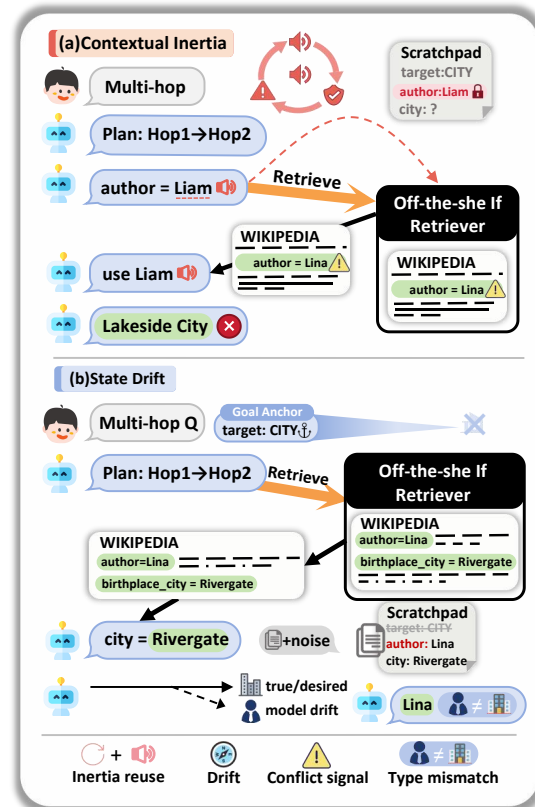 (a)Contextual Inertia
Multi-hop
Scratchpad
target:CITY
author:Liam
city: ?
Plan: Hop1→Hop2
author = Liam
Retrieve
Off-the-she lf
Retriever
WIKIPEDIA
author = Lina
WIKIPEDIA
author = Lina
use Liam
Lakeside City
(b)State Drift
Multi-hop Q
Goal Anchor
target: CITY
Plan: Hop1→Hop2
Retrieve
Off-the-she lf
Retriever
WIKIPEDIA
author=Lina
birthplace_city = Rivergate
WIKIPEDIA
author=Lina
birthplace_city = Rivergate
city = Rivergate
+noise
Scratchpad
target: CITY
author: Lina
city: Rivergate
true/desired
model drift
Lina ≠
Inertia reuse
Drift
Conflict signal
Type mismatch